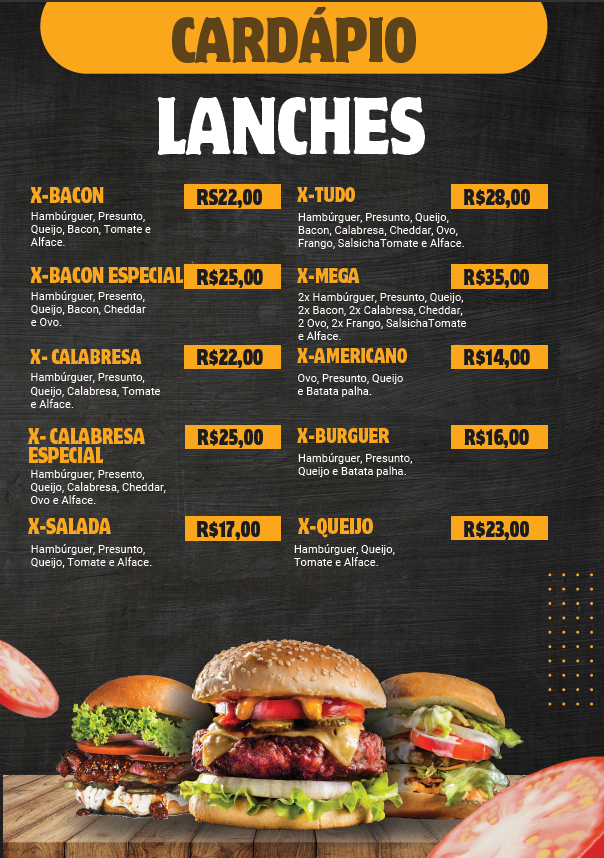 CARDÁPIO
LANCHES
X-BACON
RS22,00
Hambúrguer, Presunto,
Queijo, Bacon, Tomate e
Alface.
X-BACON ESPECIAL
R$25,00
Hambúrguer, Presento,
Queijo, Bacon, Cheddar
e Ovo.
X- CALABRESA
R$22,00
Hambúrguer, Presunto,
Queijo, Calabresa, Tomate
e Alface.
X- CALABRESA
ESPECIAL
R$25,00
Hambúrguer, Presento,
Queijo, Calabresa, Cheddar,
Ovo e Alface.
X-SALADA
R$17,00
Hambúrguer, Presunto,
Queijo, Tomate e Alface.
X-TUDO
R$28,00
Hambúrguer, Presunto, Queijo,
Bacon, Calabresa, Cheddar, Ovo,
Frango, SalsichaTomate e Alface.
X-MEGA
R$35,00
2x Hambúrguer, Presunto, Queijo,
2x Bacon, 2x Calabresa, Cheddar,
2 Ovo, 2x Frango, SalsichaTomate
e Alface.
X-AMERICANO
R$14,00
Ovo, Presunto, Queijo
e Batata palha.
X-BURGUER
R$16,00
Hambúrguer, Presunto,
Queijo e Batata palha.
X-QUEIJO
R$23,00
Hambúrguer, Queijo,
Tomate e Alface.